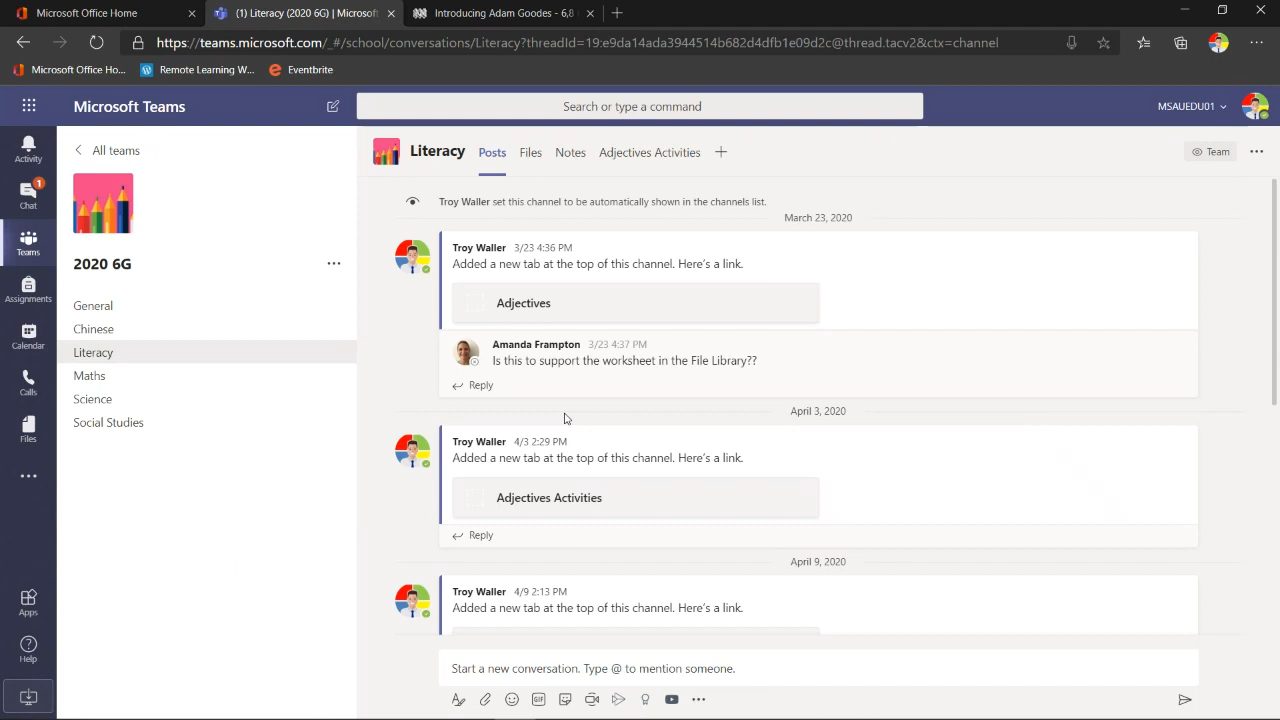 Microsoft Office Home
(1) Literacy (2020 6G) | Microsof
Introducing Adam Goodes - 6,8
https://teams.microsoft.com/_#/school/conversations/Literacy?threadId=19:e9da14ada3944514b682d4dfb1e09d2c@thread.tacv2&ctx=channel
Microsoft Office Ho...
Remote Learning W...
Eventbrite
Microsoft Teams
Search or type a command
MSAUEDU01
Activity
Chat
1
Teams
Assignments
Calendar
Calls
Files
Apps
Help
All teams
2020 6G
General
Chinese
Literacy
Maths
Science
Social Studies
Literacy Posts Files Notes Adjectives Activities
Team
Troy Waller set this channel to be automatically shown in the channels list.
March 23, 2020
Troy Waller 3/23 4:36 PM
Added a new tab at the top of this channel. Here's a link.
Adjectives
Amanda Frampton 3/23 4:37 PM
Is this to support the worksheet in the File Library??
Reply
April 3, 2020
Troy Waller 4/3 2:29 PM
Added a new tab at the top of this channel. Here's a link.
Adjectives Activities
Reply
April 9, 2020
Troy Waller 4/9 2:13 PM
Added a new tab at the top of this channel. Here's a link.
Start a new conversation. Type @ to mention someone.
GIF